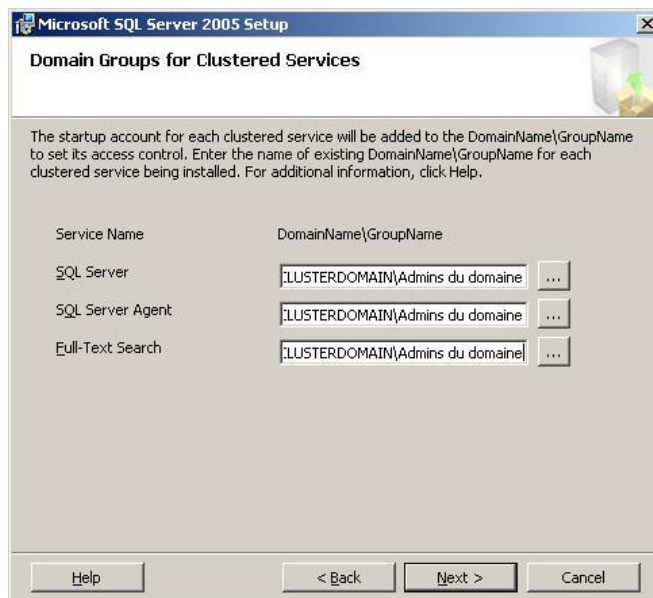 Microsoft SQL Server 2005 Setup
Domain Groups for Clustered Services
The startup account for each clustered service will be added to the DomainName\GroupName
to set its access control. Enter the name of existing DomainName\GroupName for each
clustered service being installed. For additional information, click Help.
Service Name DomainName\GroupName
SQL Server :LUSTERDOMAIN\Admins du domaine ...
SQL Server Agent :LUSTERDOMAIN\Admins du domaine ...
Full-Text Search :LUSTERDOMAIN\Admins du domaine ...
Help < Back Next > Cancel